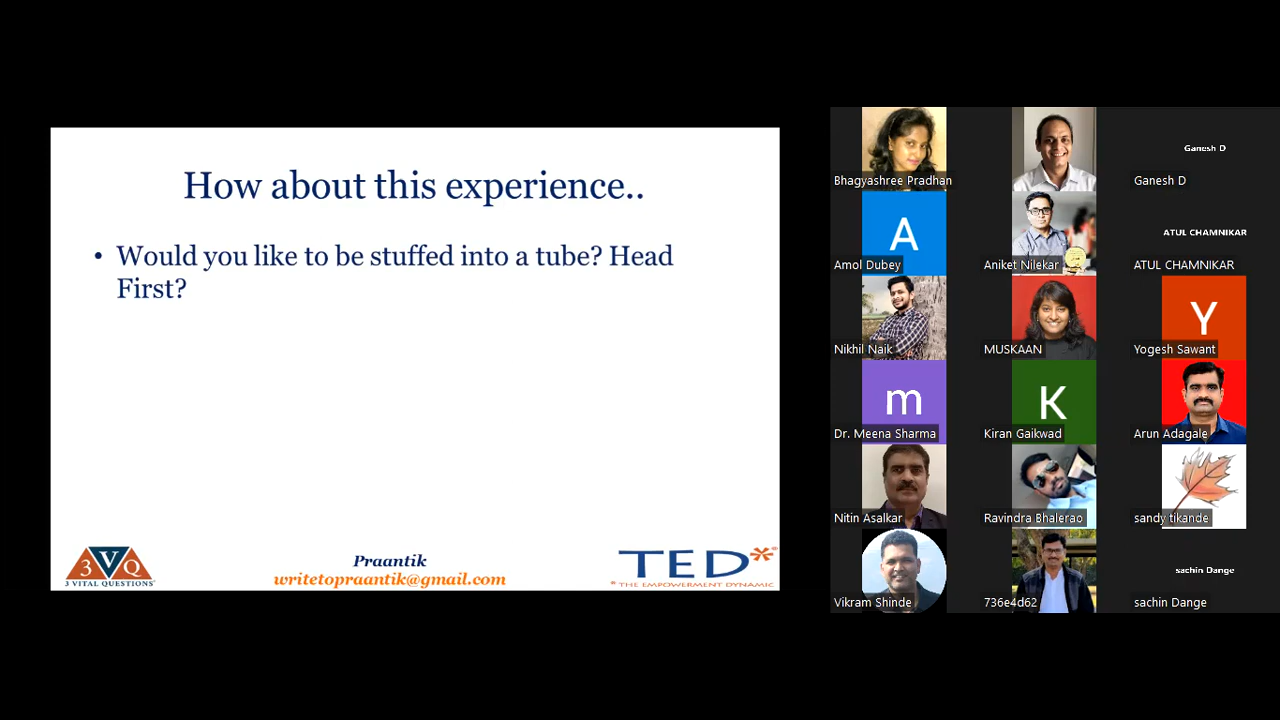 How about this experience..
• Would you like to be stuffed into a tube? Head
First?
3VQ
3 VITAL QUESTIONS
Praantik
writetopraantik@gmail.com
TED*
* THE EMPOWERMENT DYNAMIC
Bhagyashree Pradhan
Ganesh D
Ganesh D
A
Amol Dubey
Aniket Nilekar
ATUL CHAMNIKAR
ATUL CHAMNIKAR
Nikhil Naik
MUSKAAN
Y
Yogesh Sawant
m
Dr. Meena Sharma
K
Kiran Gaikwad
Arun Adagale
Nitin Asalkar
Ravindra Bhalerao
sandy tikande
Vikram Shinde
736e4d62
sachin Dange
sachin Dange